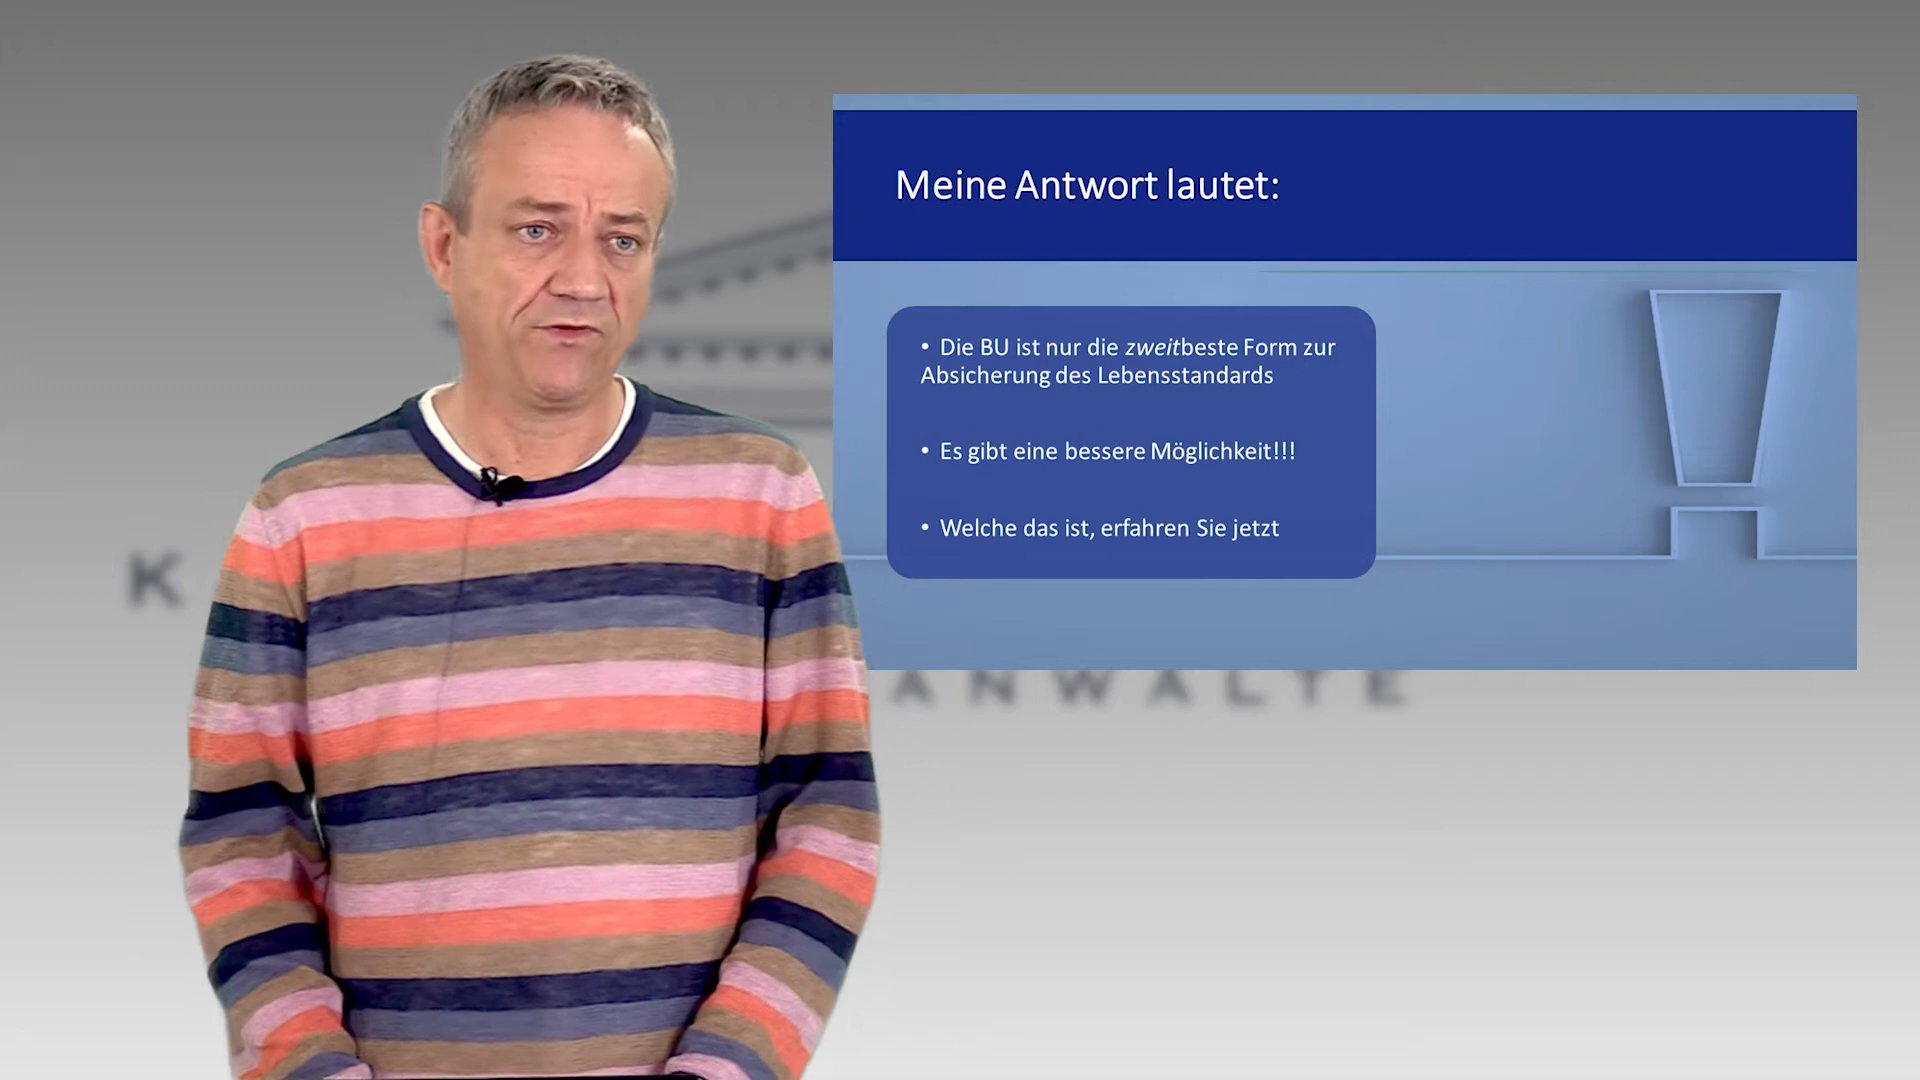 Meine Antwort lautet:
• Die BU ist nur die zweitbeste Form zur
Absicherung des Lebensstandards
• Es gibt eine bessere Möglichkeit!!!
• Welche das ist, erfahren Sie jetzt
K
ANWÄLTE